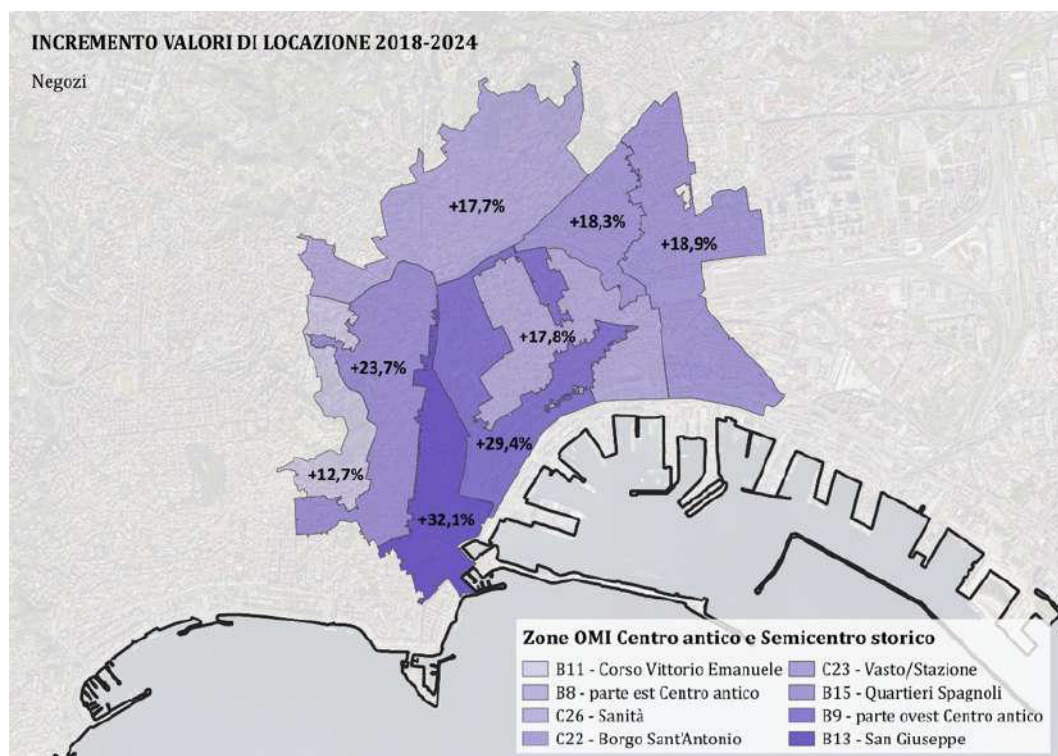 INCREMENTO VALORI DI LOCAZIONE 2018-2024
Negozi
+17,7%
+18,3%
+18,9%
+17,8%
+23,7%
+29,4%
+12,7%
+32,1%
Zone OMI Centro antico e Semicentro storico
B11 - Corso Vittorio Emanuele
B8 - parte est Centro antico
C26 - Sanità
C22 - Borgo Sant'Antonio
C23 - Vasto/Stazione
B15 - Quartieri Spagnoli
B9 - parte ovest Centro antico
B13 - San Giuseppe